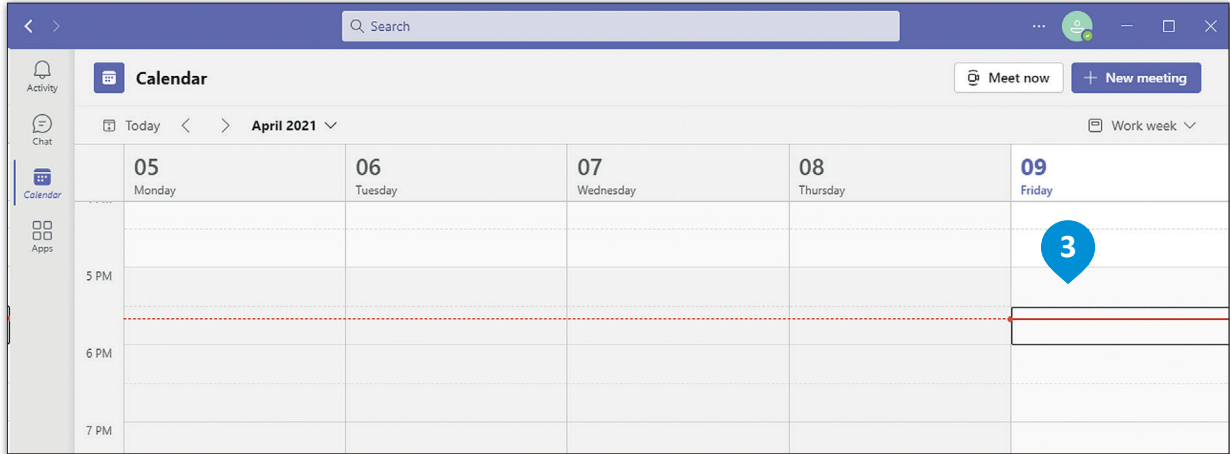 Search
Activity
Chat
Calendar
Apps
Calendar
Meet now
New meeting
Today
April 2021
Work week
05
Monday
06
Tuesday
07
Wednesday
08
Thursday
09
Friday
3
5 PM
6 PM
7 PM